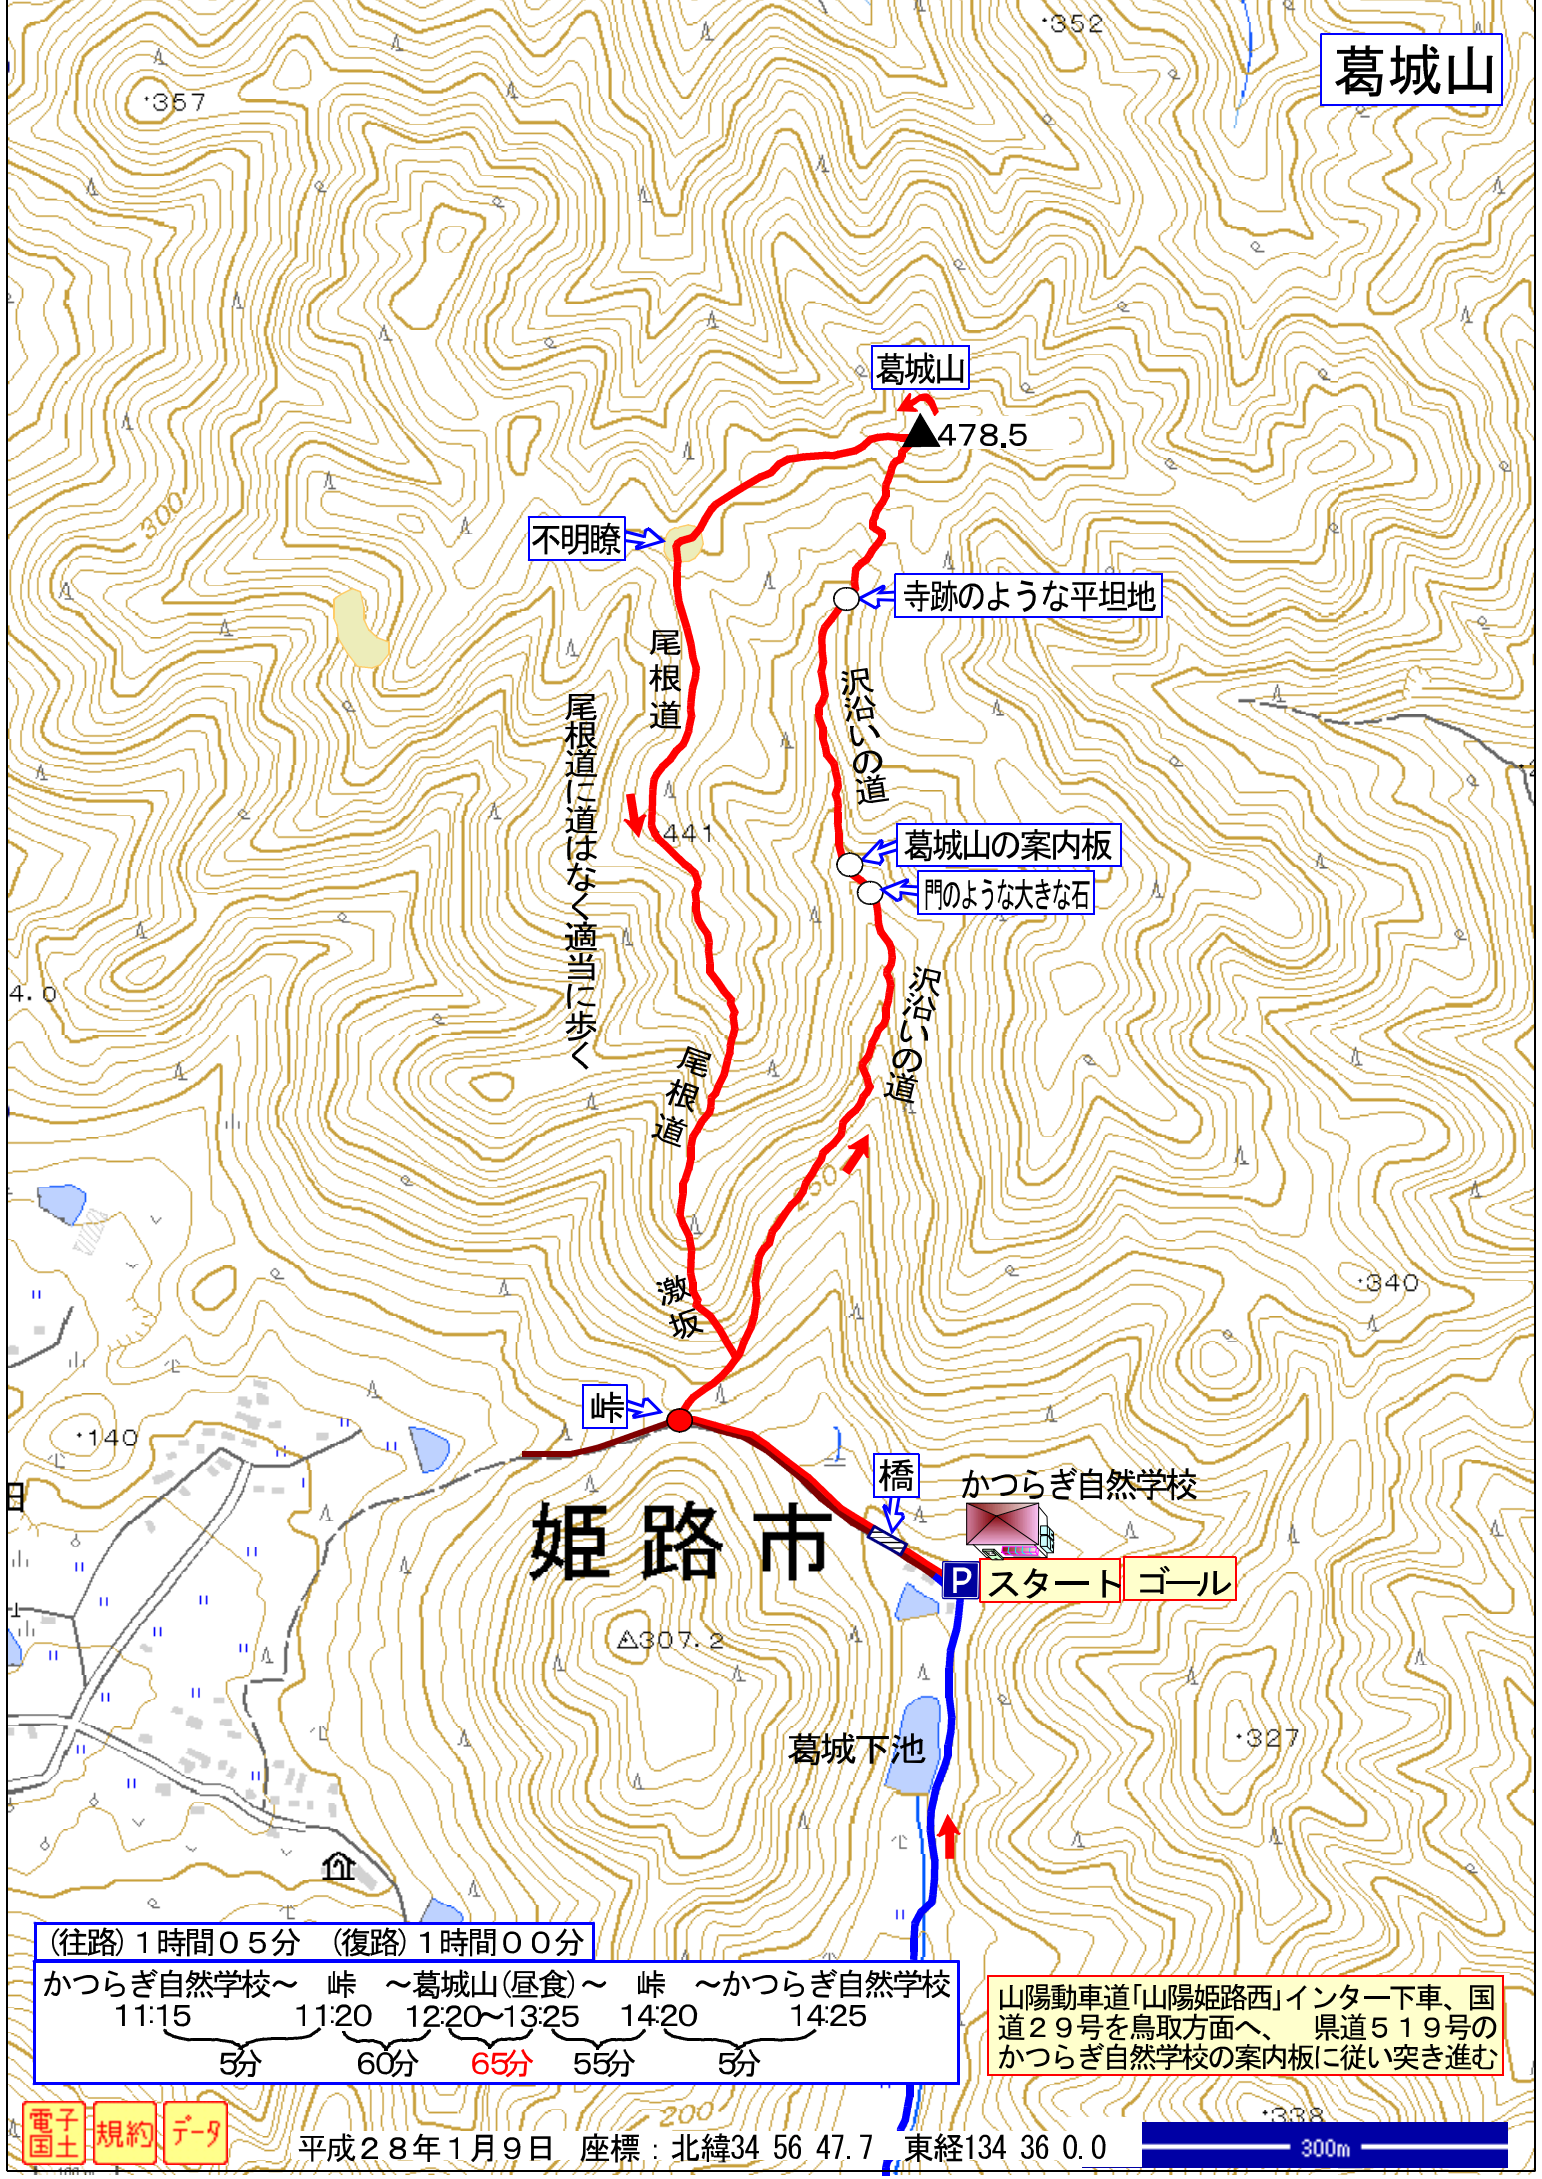 352
葛城山
357
葛城山
478.5
300
不明瞭
寺跡のような平坦地
尾根道
沢沿いの道
尾根道に道はなく適当に歩く
441
葛城山の案内板
門のような大きな石
4.0
沢沿いの道
尾根道
250
激坂
340
峠
140
橋
かつらぎ自然学校
姫路市
P
スタート
ゴール
307.2
327
葛城下池
(往路)1時間05分 (復路)1時間00分
かつらぎ自然学校～ 峠 ～葛城山(昼食)～ 峠 ～かつらぎ自然学校
11:15 11:20 12:20～13:25 14:20 14:25
5分 60分 65分 55分 5分
山陽動車道「山陽姫路西」インター下車、国
道29号を鳥取方面へ、 県道519号の
かつらぎ自然学校の案内板に従い突き進む
電子国土
規約
データ
200
338
平成28年1月9日 座標：北緯34 56 47.7 東経134 36 0.0
300m